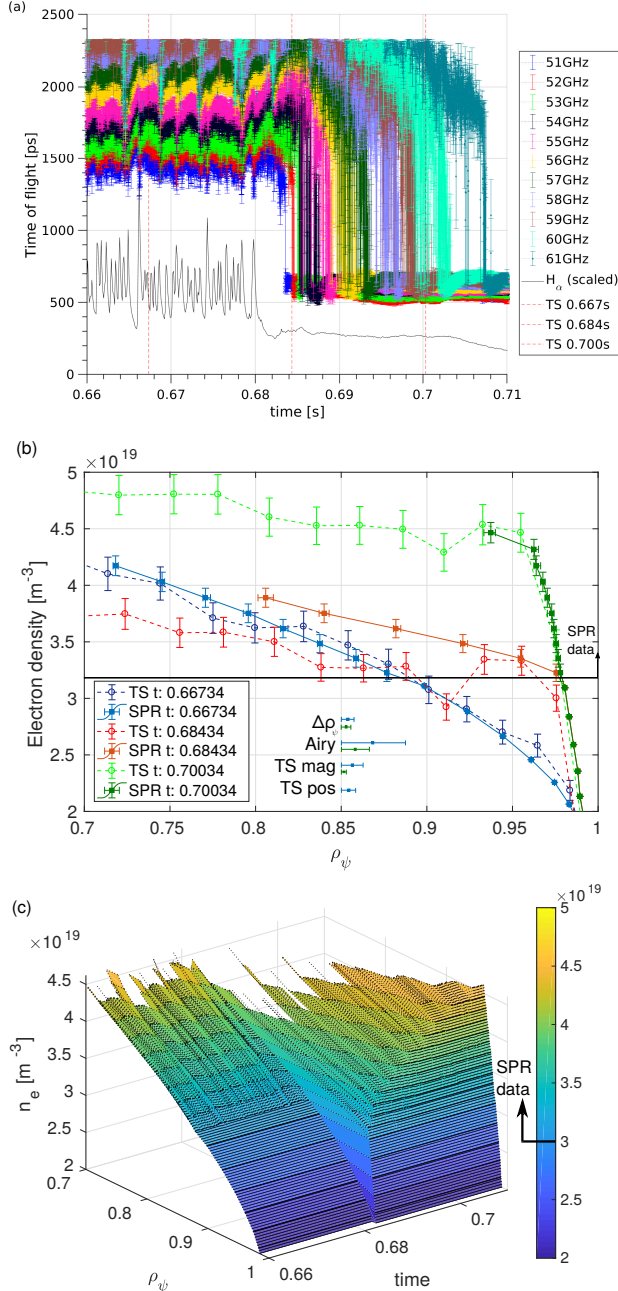 (a)
2500
2000
1500
1000
500
0
Time of flight [ps]
0.66
0.67
0.68
0.69
0.7
0.71
time [s]
51GHz
52GHz
53GHz
54GHz
55GHz
56GHz
57GHz
58GHz
59GHz
60GHz
61GHz
H_α (scaled)
TS 0.667s
TS 0.684s
TS 0.700s
(b)
×10 19
5
4.5
4
3.5
3
2.5
2
Electron density [m-3]
SPR
data
TS t: 0.66734
SPR t: 0.66734
TS t: 0.68434
SPR t: 0.68434
TS t: 0.70034
SPR t: 0.70034
Δρψ
Airy
TS mag
TS pos
0.7
0.75
0.8
0.85
0.9
0.95
1
ρψ
(c)
×10 19
4.5
4
3.5
3
2.5
2
n_e [m-3]
0.7
0.8
0.9
1
ρψ
0.66
0.68
0.7
time
SPR
data
×10 19
5
4.5
4
3.5
3
2.5
2